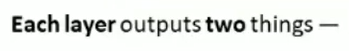 Each layer outputs two things —